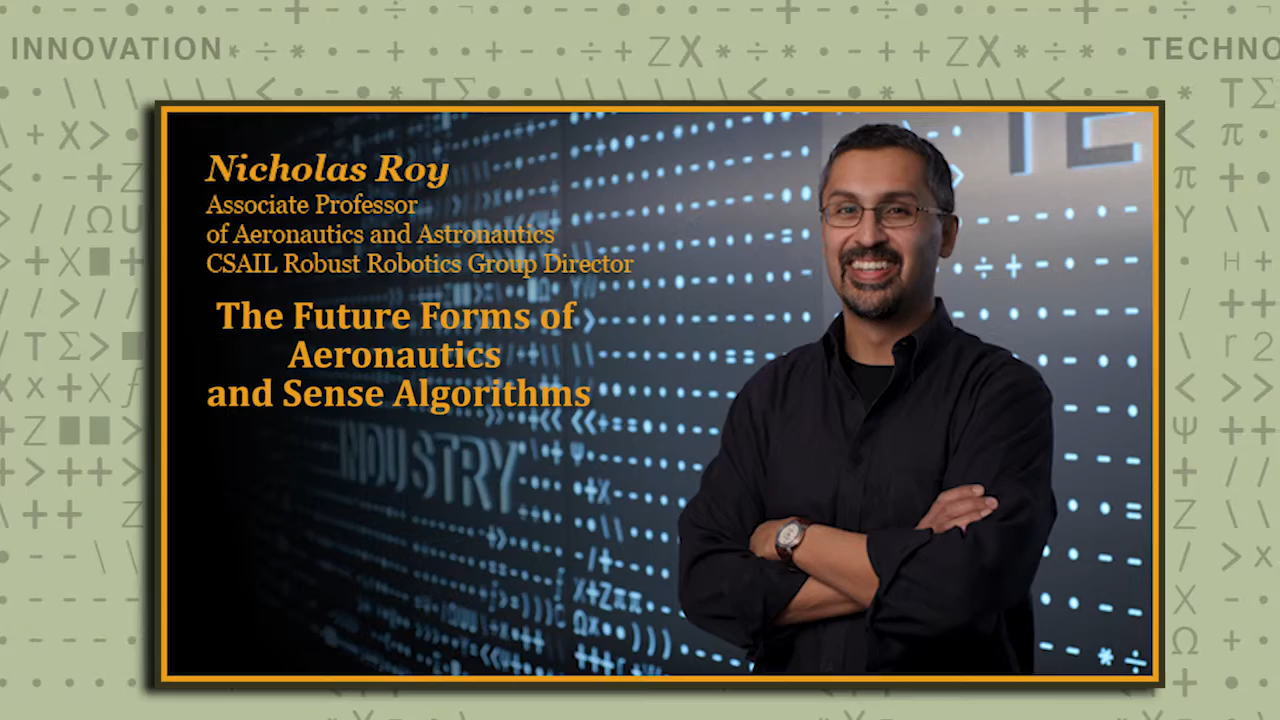 INNOVATION
TECHNO
Nicholas Roy
Associate Professor
of Aeronautics and Astronautics
CSAIL Robust Robotics Group Director
The Future Forms of
Aeronautics
and Sense Algorithms
INDUSTRY
TE